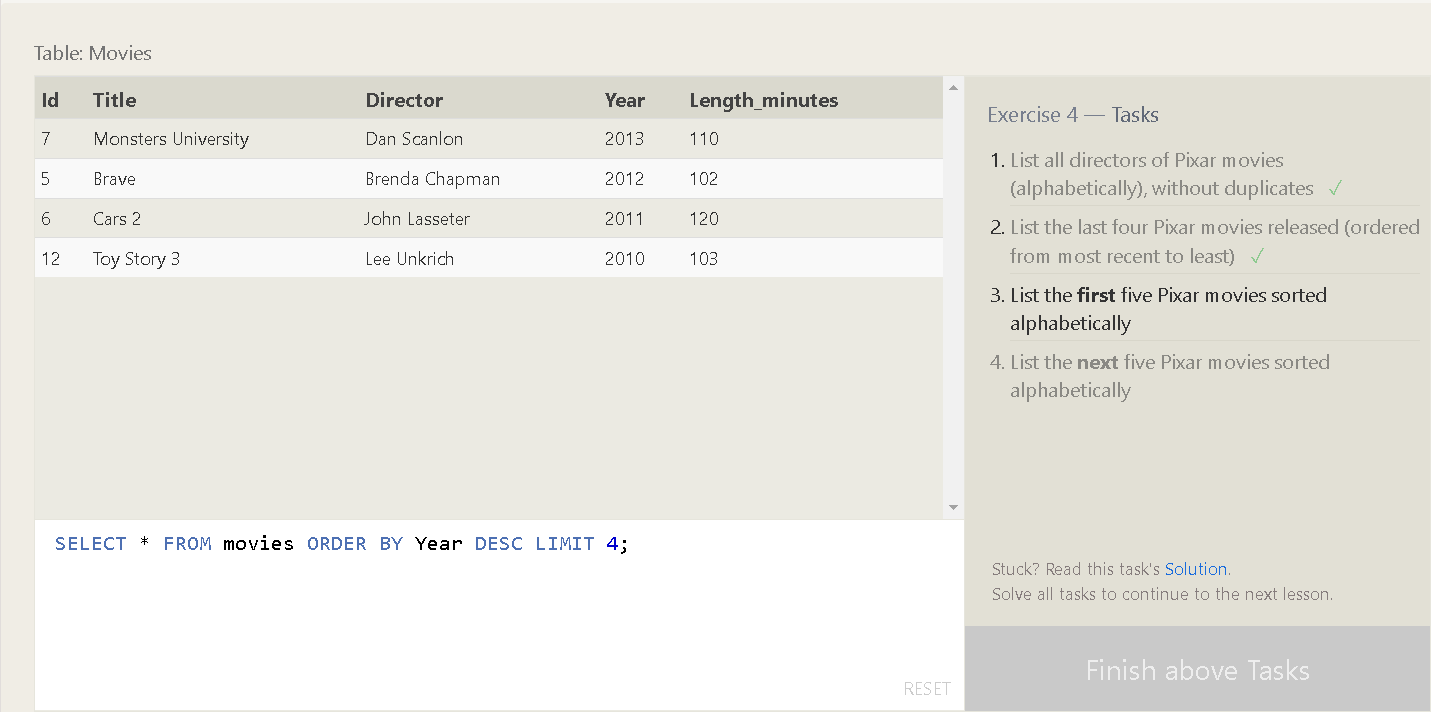 Table: Movies
Id Title Director Year Length_minutes
7 Monsters University Dan Scanlon 2013 110
5 Brave Brenda Chapman 2012 102
6 Cars 2 John Lasseter 2011 120
12 Toy Story 3 Lee Unkrich 2010 103
SELECT * FROM movies ORDER BY Year DESC LIMIT 4;
RESET
Exercise 4 — Tasks
1. List all directors of Pixar movies
(alphabetically), without duplicates ✓
2. List the last four Pixar movies released (ordered
from most recent to least) ✓
3. List the first five Pixar movies sorted
alphabetically
4. List the next five Pixar movies sorted
alphabetically
Stuck? Read this task's Solution.
Solve all tasks to continue to the next lesson.
Finish above Tasks